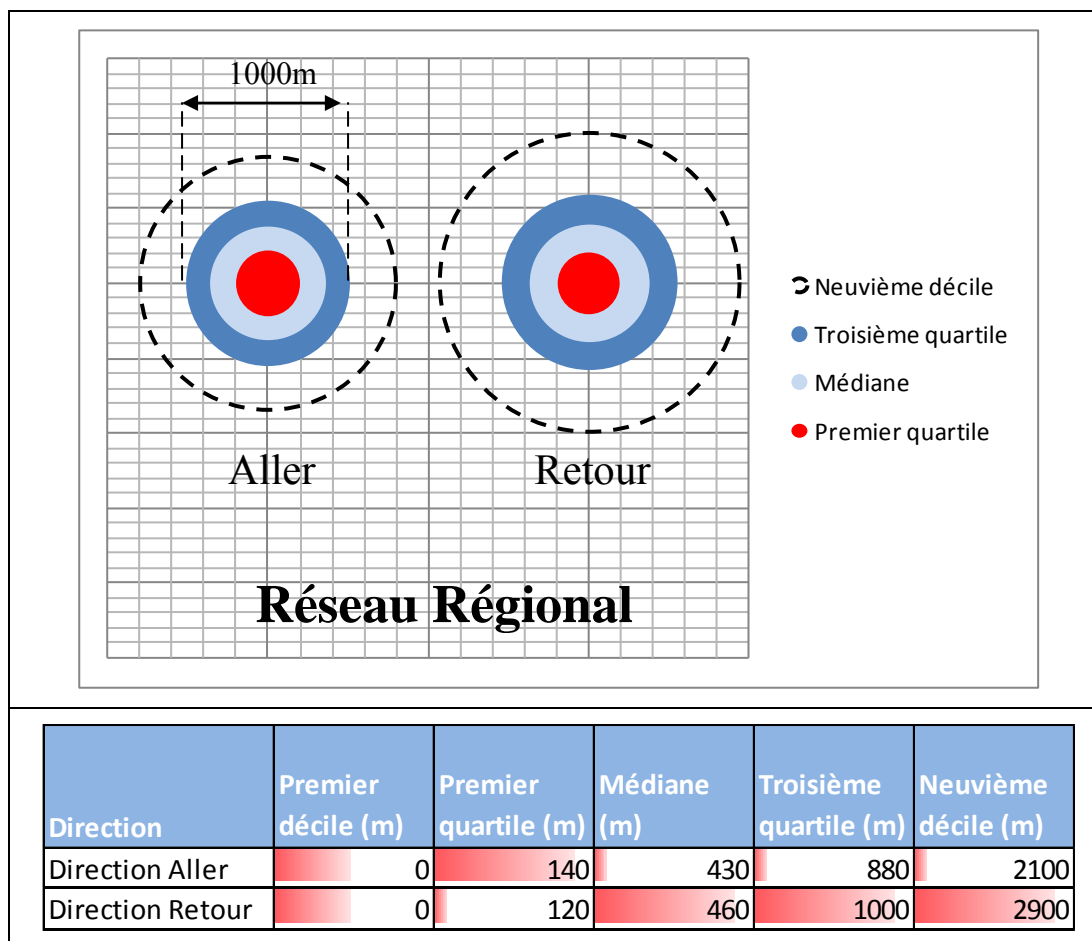 1000m
Aller
Retour
Réseau Régional
Neuvième décile
Troisième quartile
Médiane
Premier quartile
Direction Premier décile (m) Premier quartile (m) Médiane (m) Troisième quartile (m) Neuvième décile (m)
Direction Aller 0 140 430 880 2100
Direction Retour 0 120 460 1000 2900